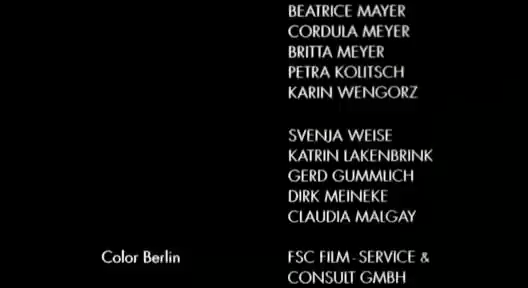 BEATRICE MAYER
CORDULA MEYER
BRITTA MEYER
PETRA KOLITSCH
KARIN WENGORZ
SVENJA WEISE
KATRIN LAKENBRINK
GERD GUMMLICH
DIRK MEINEKE
CLAUDIA MALGAY
Color Berlin FSC FILM - SERVICE &
CONSULT GMBH